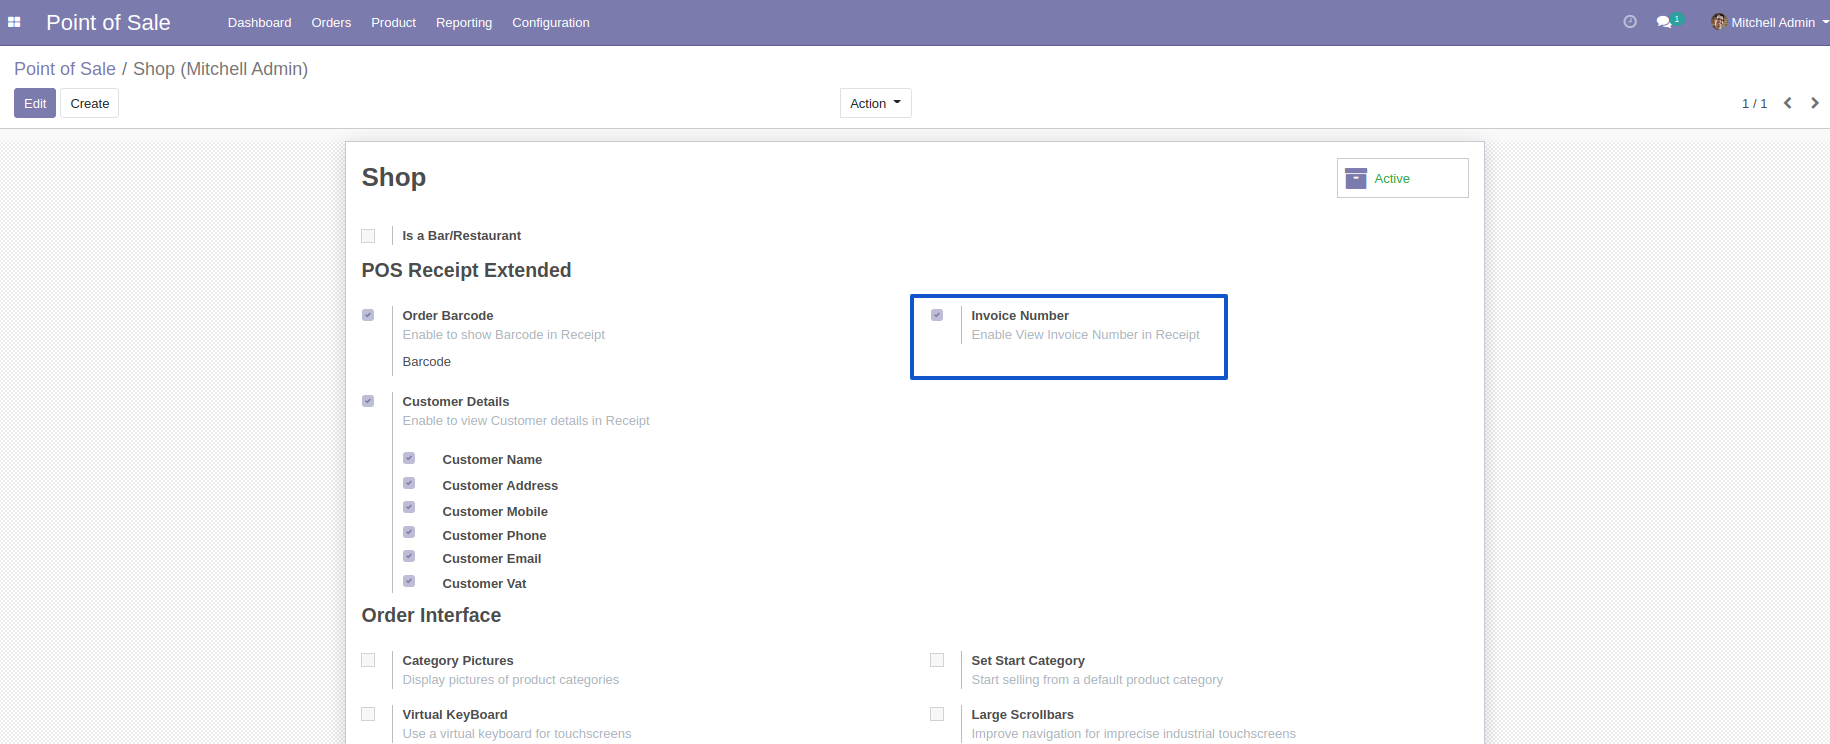 Point of Sale Dashboard Orders Product Reporting Configuration 1 Mitchell Admin
Point of Sale / Shop (Mitchell Admin)
Edit Create Action 1 / 1
Shop
Active
Is a Bar/Restaurant
POS Receipt Extended
Order Barcode
Enable to show Barcode in Receipt
Barcode
Invoice Number
Enable View Invoice Number in Receipt
Customer Details
Enable to view Customer details in Receipt
Customer Name
Customer Address
Customer Mobile
Customer Phone
Customer Email
Customer Vat
Order Interface
Category Pictures
Display pictures of product categories
Set Start Category
Start selling from a default product category
Virtual KeyBoard
Use a virtual keyboard for touchscreens
Large Scrollbars
Improve navigation for imprecise industrial touchscreens